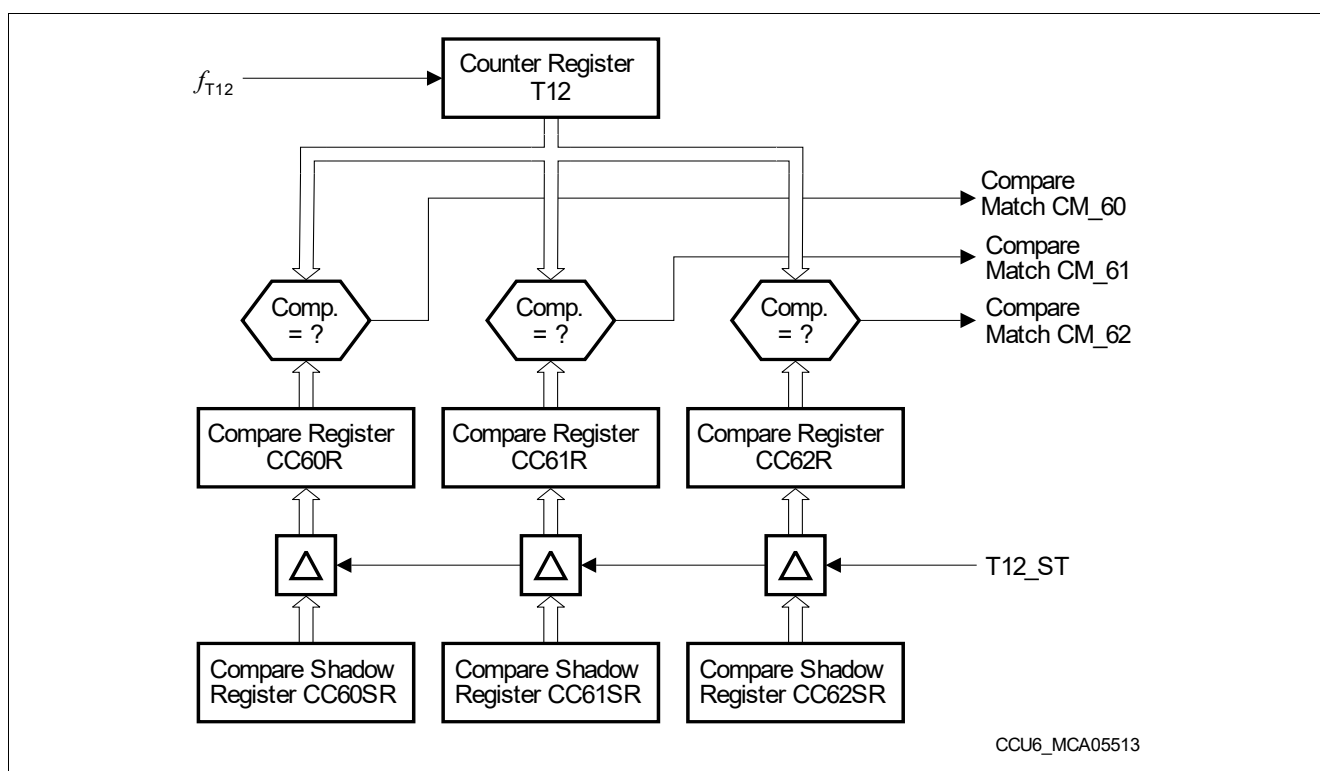 Counter Register
T12
fT12
Compare
Match CM_60
Compare
Match CM_61
Compare
Match CM_62
Comp.
= ?
Comp.
= ?
Comp.
= ?
Compare Register
CC60R
Compare Register
CC61R
Compare Register
CC62R
T12_ST
Compare Shadow
Register CC60SR
Compare Shadow
Register CC61SR
Compare Shadow
Register CC62SR
CCU6_MCA05513